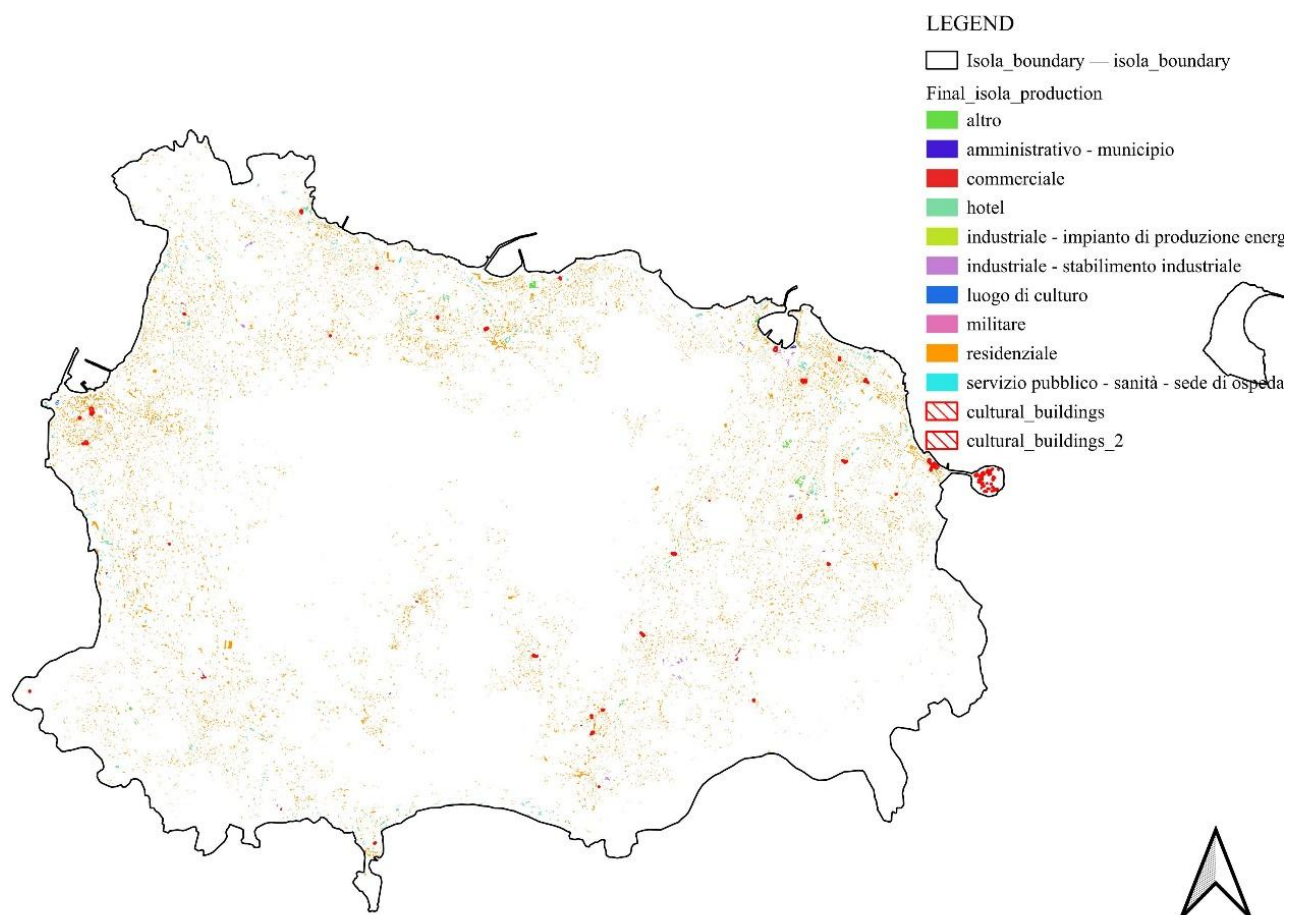 LEGEND
Isola_boundary — isola_boundary
Final_isola_production
altro
amministrativo - municipio
commerciale
hotel
industriale - impianto di produzione energ
industriale - stabilimento industriale
luogo di culturo
militare
residenziale
servizio pubblico - sanità - sede di ospeda
cultural_buildings
cultural_buildings_2